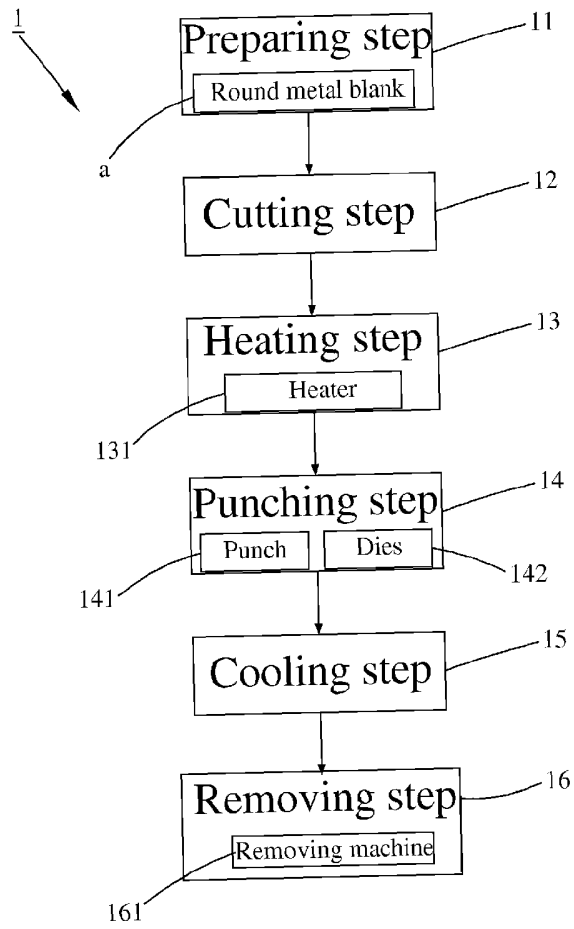 1
Preparing step
11
Round metal blank
a
Cutting step
12
Heating step
13
Heater
131
Punching step
14
Punch
Dies
141
142
Cooling step
15
Removing step
16
Removing machine
161